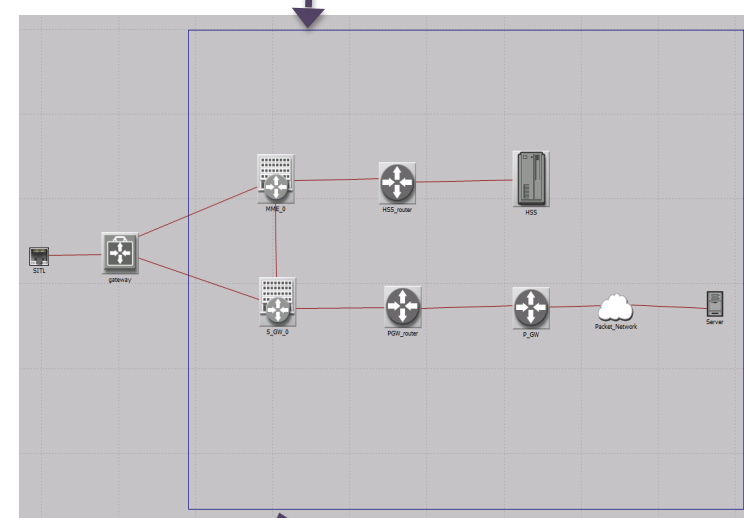 MME_0
HSS_router
HSS
SITL
gateway
S_GW_0
PGW_router
P_GW
Packet_Network
Server